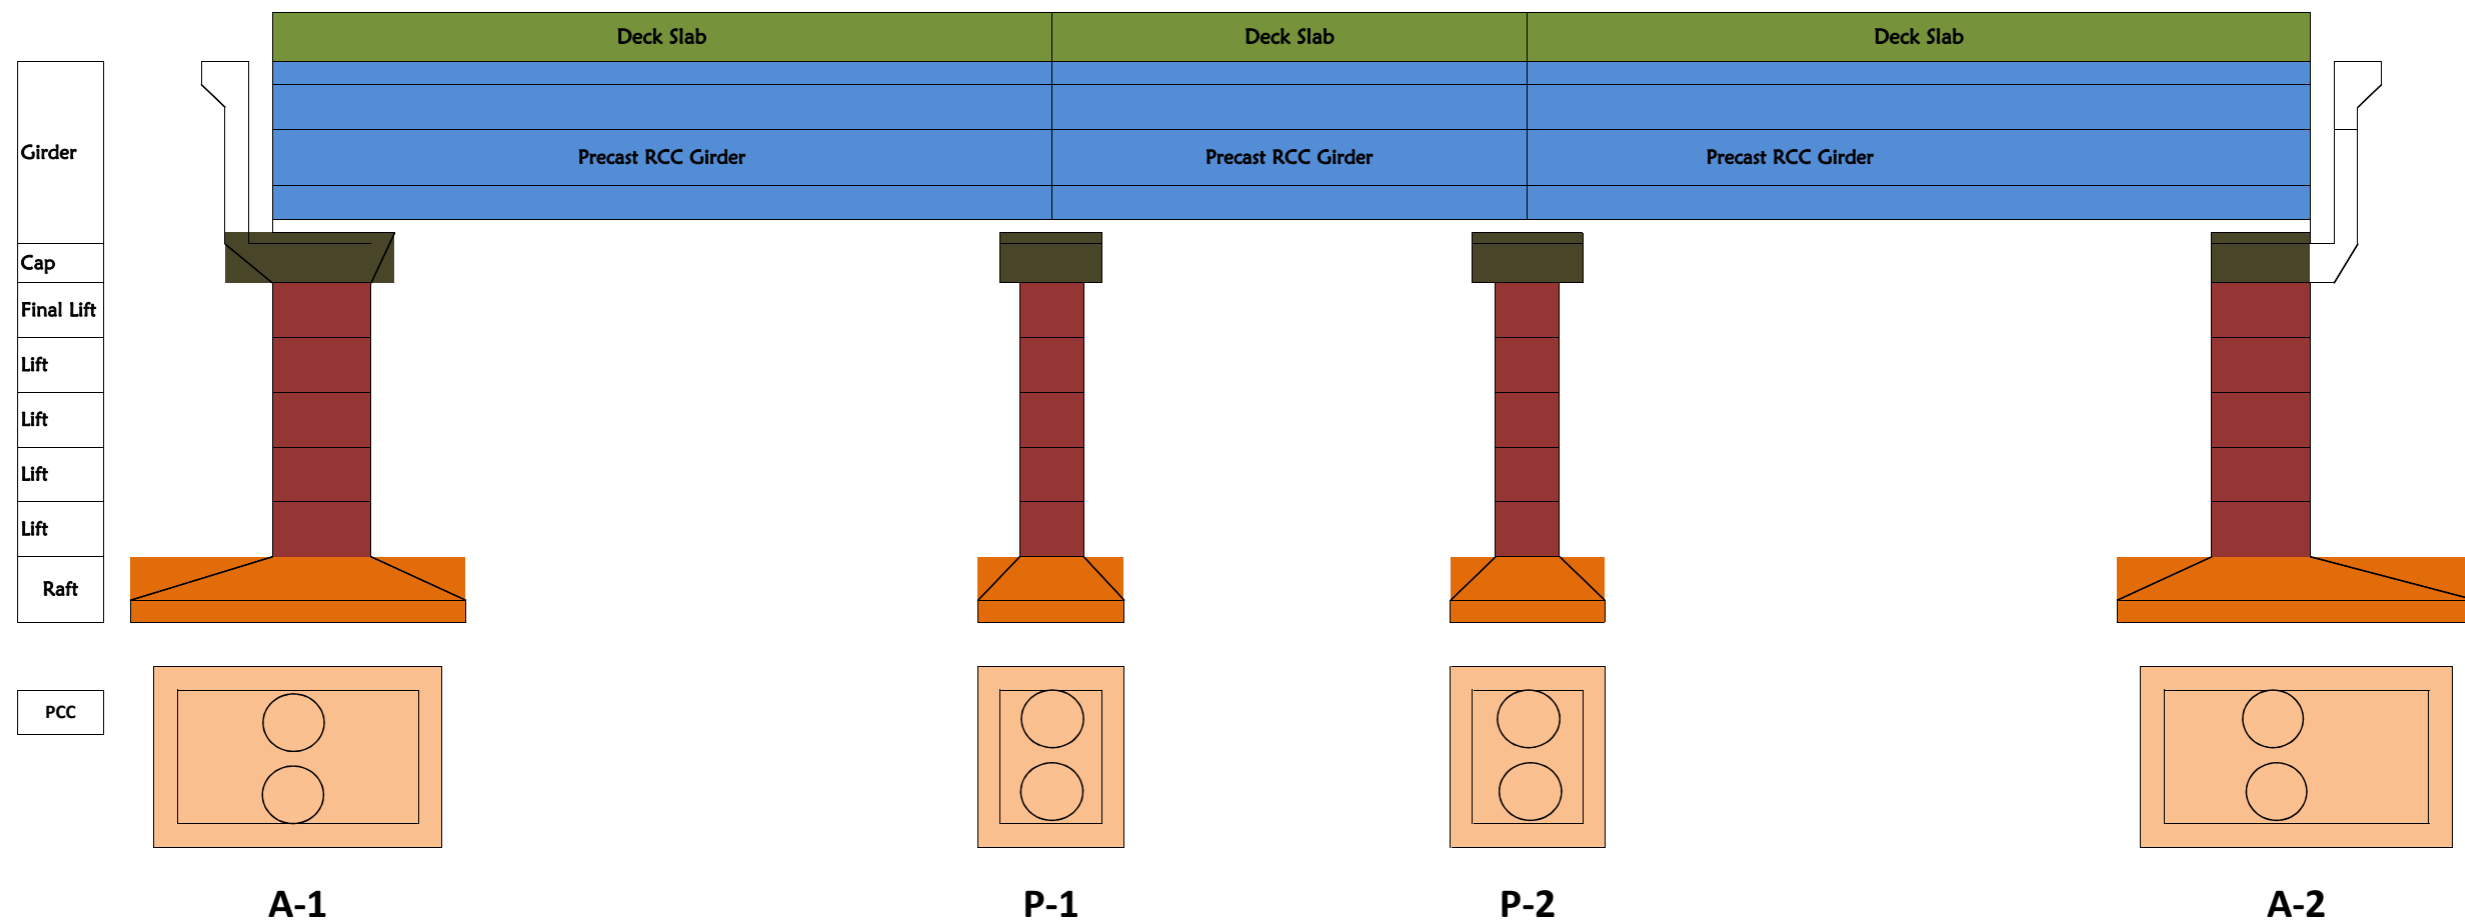 Deck Slab
Deck Slab
Deck Slab
Girder
Precast RCC Girder
Precast RCC Girder
Precast RCC Girder
Cap
Final Lift
Lift
Lift
Lift
Lift
Raft
PCC
A-1
P-1
P-2
A-2